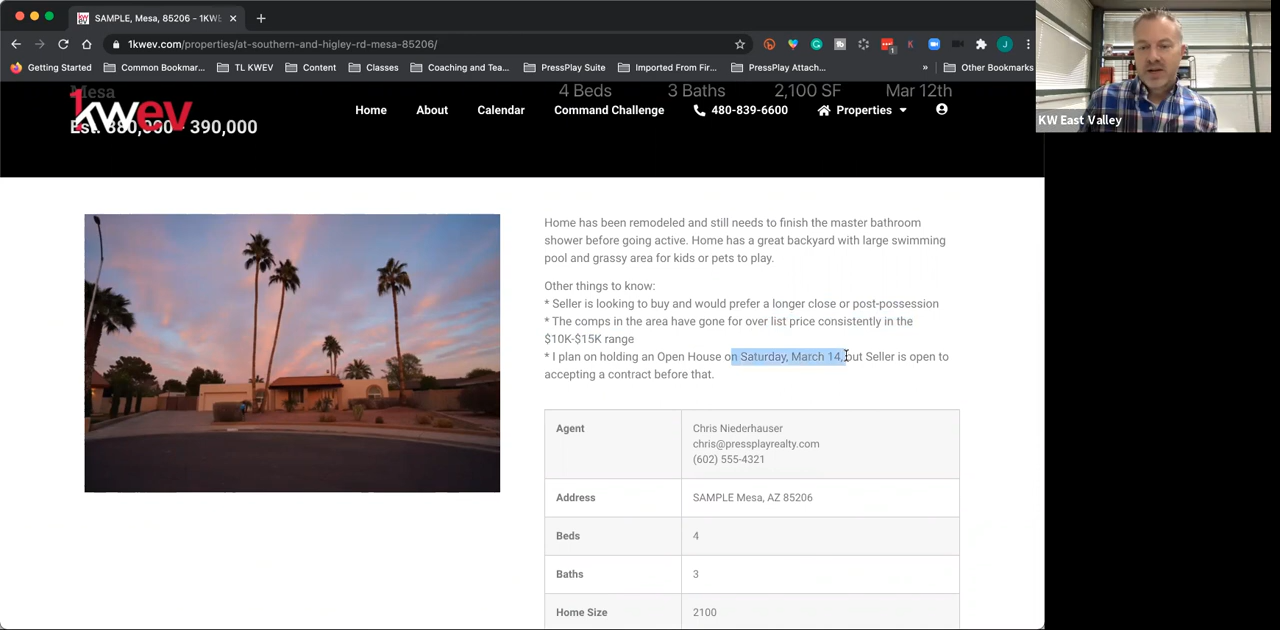 SAMPLE, Mesa, 85206 - 1KWE
1kwev.com/properties/at-southern-and-higley-rd-mesa-85206/
Getting Started
Common Bookmar...
TL KWEV
Content
Classes
Coaching and Tea...
PressPlay Suite
Imported From Fir...
PressPlay Attach...
»
Other Bookmarks
KW East Valley
Mesa
4 Beds
3 Baths
2,100 SF
Mar 12th
1kwev
Home
About
Calendar
Command Challenge
480-839-6600
Properties
Est. 380,000 - 390,000
Home has been remodeled and still needs to finish the master bathroom
shower before going active. Home has a great backyard with large swimming
pool and grassy area for kids or pets to play.
Other things to know:
* Seller is looking to buy and would prefer a longer close or post-possession
* The comps in the area have gone for over list price consistently in the
$10K-$15K range
* I plan on holding an Open House on Saturday, March 14, but Seller is open to
accepting a contract before that.
Agent
Chris Niederhauser
chris@pressplayrealty.com
(602) 555-4321
Address
SAMPLE Mesa, AZ 85206
Beds
4
Baths
3
Home Size
2100